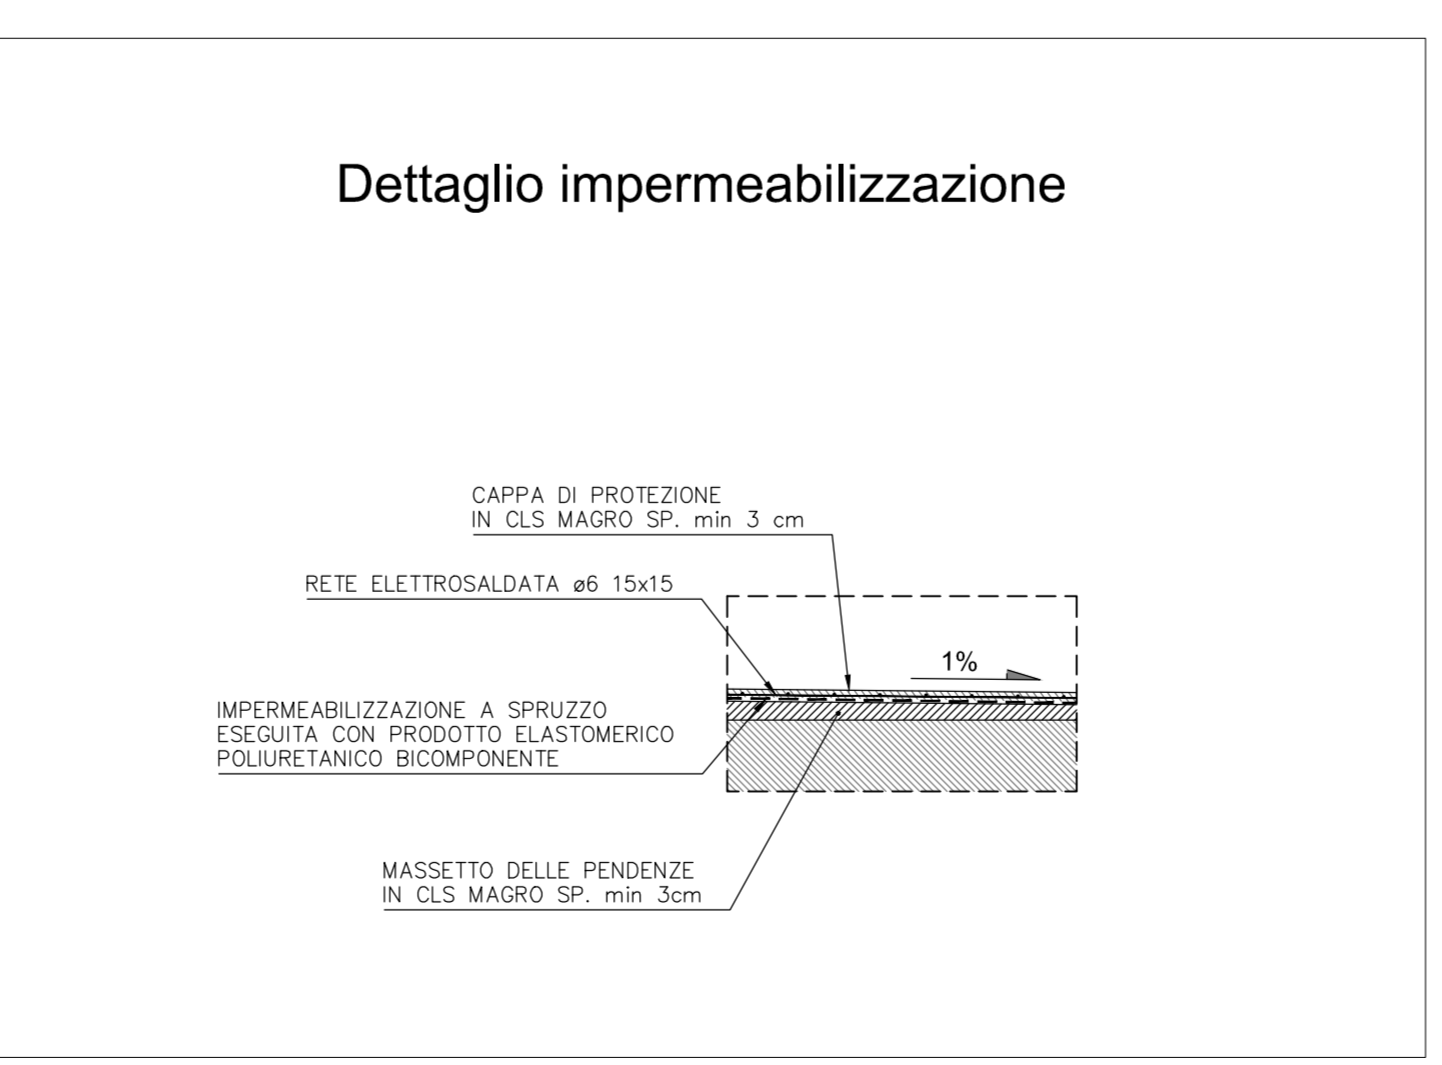 Dettaglio impermeabilizzazione
CAPPA DI PROTEZIONE
IN CLS MAGRO SP. min 3 cm
RETE ELETTROSALDATA ø6 15x15
1%
IMPERMEABILIZZAZIONE A SPRUZZO
ESEGUITA CON PRODOTTO ELASTOMERICO
POLIURETANICO BICOMPONENTE
MASSETTO DELLE PENDENZE
IN CLS MAGRO SP. min 3cm